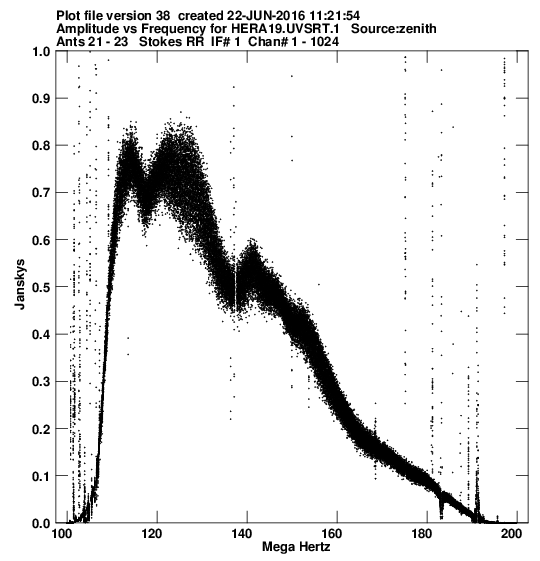 Plot file version 38 created 22-JUN-2016 11:21:54
Amplitude vs Frequency for HERA19.UVSRT.1 Source:zenith
Ants 21 - 23 Stokes RR IF# 1 Chan# 1 - 1024
1.0
0.9
0.8
0.7
0.6
Janskys
0.5
0.4
0.3
0.2
0.1
0.0
100 120 140 160 180 200
Mega Hertz